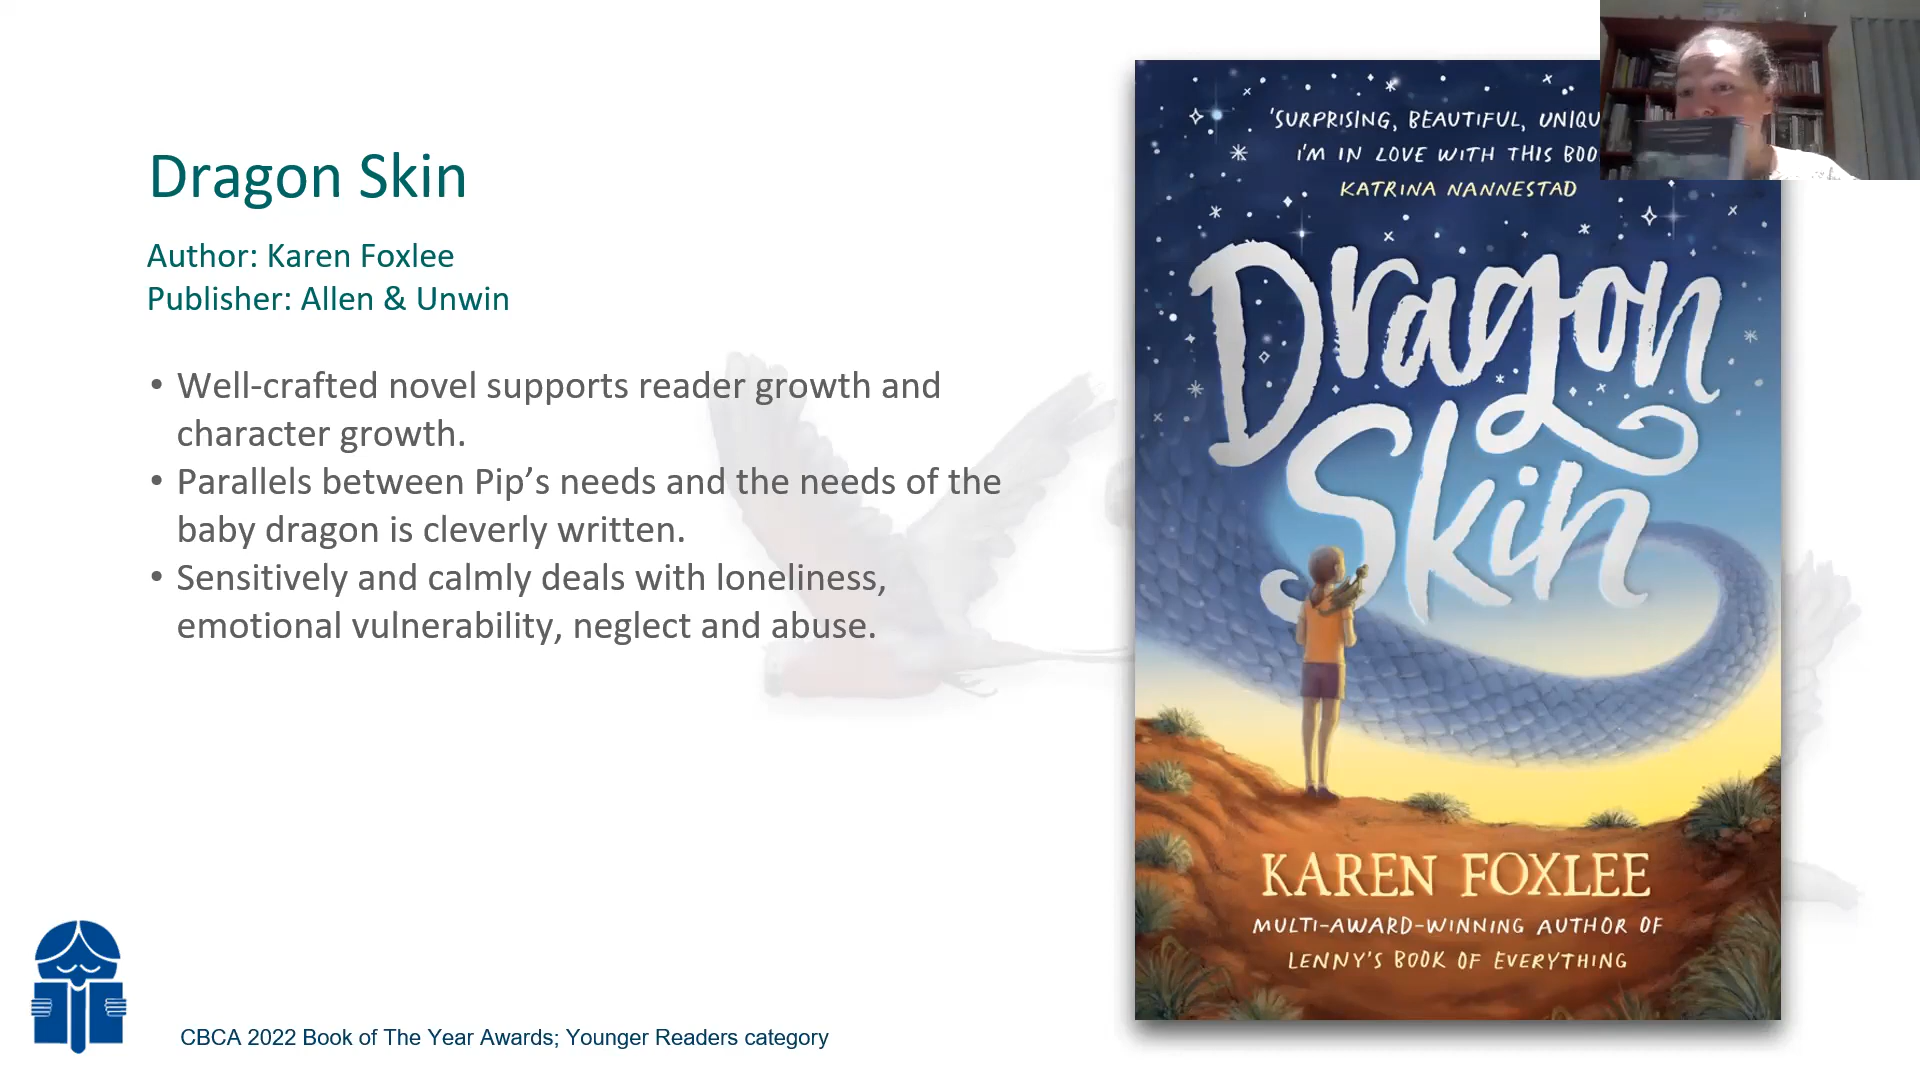 Dragon Skin
Author: Karen Foxlee
Publisher: Allen & Unwin
• Well-crafted novel supports reader growth and
character growth.
• Parallels between Pip’s needs and the needs of the
baby dragon is cleverly written.
• Sensitively and calmly deals with loneliness,
emotional vulnerability, neglect and abuse.
CBCA 2022 Book of The Year Awards; Younger Readers category
'SURPRISING, BEAUTIFUL,
I'M IN LOVE WITH THIS
KATRINA NANNESTAD
Dragon
Skin
KAREN FOXLEE
MULTI-AWARD-WINNING AUTHOR OF
LENNY'S BOOK OF EVERYTHING